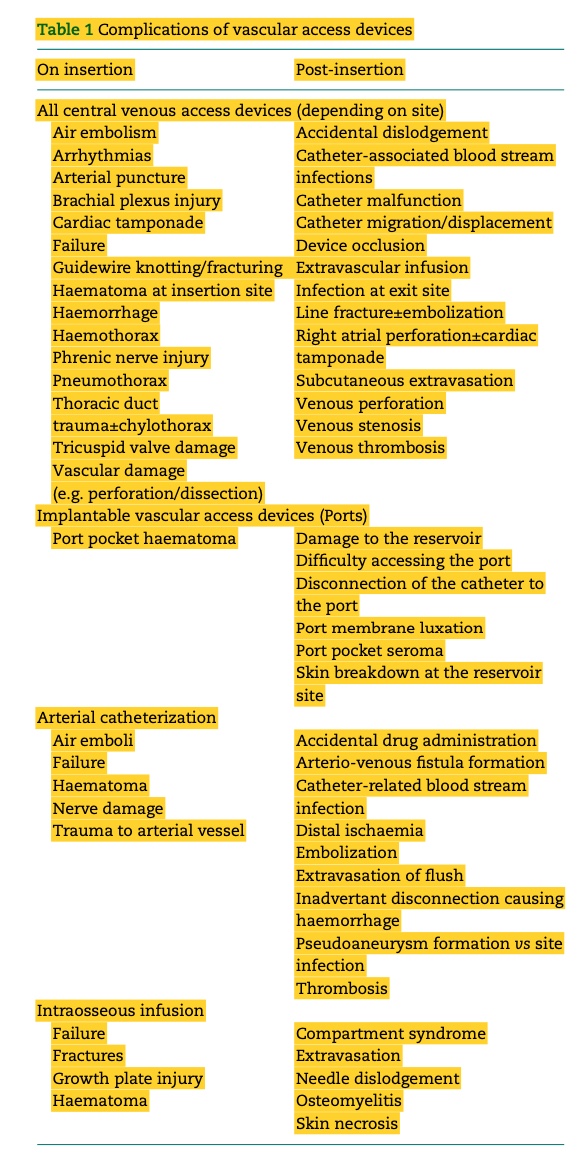 Table 1 Complications of vascular access devices
On insertion Post-insertion
All central venous access devices (depending on site)
Air embolism Accidental dislodgement
Arrhythmias Catheter-associated blood stream
Arterial puncture infections
Brachial plexus injury Catheter malfunction
Cardiac tamponade Catheter migration/displacement
Failure Device occlusion
Guidewire knotting/fracturing Extravascular infusion
Haematoma at insertion site Infection at exit site
Haemorrhage Line fracture±embolization
Haemothorax Right atrial perforation±cardiac
Phrenic nerve injury tamponade
Pneumothorax Subcutaneous extravasation
Thoracic duct Venous perforation
trauma±chylothorax Venous stenosis
Tricuspid valve damage Venous thrombosis
Vascular damage
(e.g. perforation/dissection)
Implantable vascular access devices (Ports)
Port pocket haematoma Damage to the reservoir
Difficulty accessing the port
Disconnection of the catheter to
the port
Port membrane luxation
Port pocket seroma
Skin breakdown at the reservoir
site
Arterial catheterization
Air emboli Accidental drug administration
Failure Arterio-venous fistula formation
Haematoma Catheter-related blood stream
Nerve damage infection
Trauma to arterial vessel Distal ischaemia
Embolization
Extravasation of flush
Inadvertant disconnection causing
haemorrhage
Pseudoaneurysm formation vs site
infection
Thrombosis
Intraosseous infusion
Failure Compartment syndrome
Fractures Extravasation
Growth plate injury Needle dislodgement
Haematoma Osteomyelitis
Skin necrosis